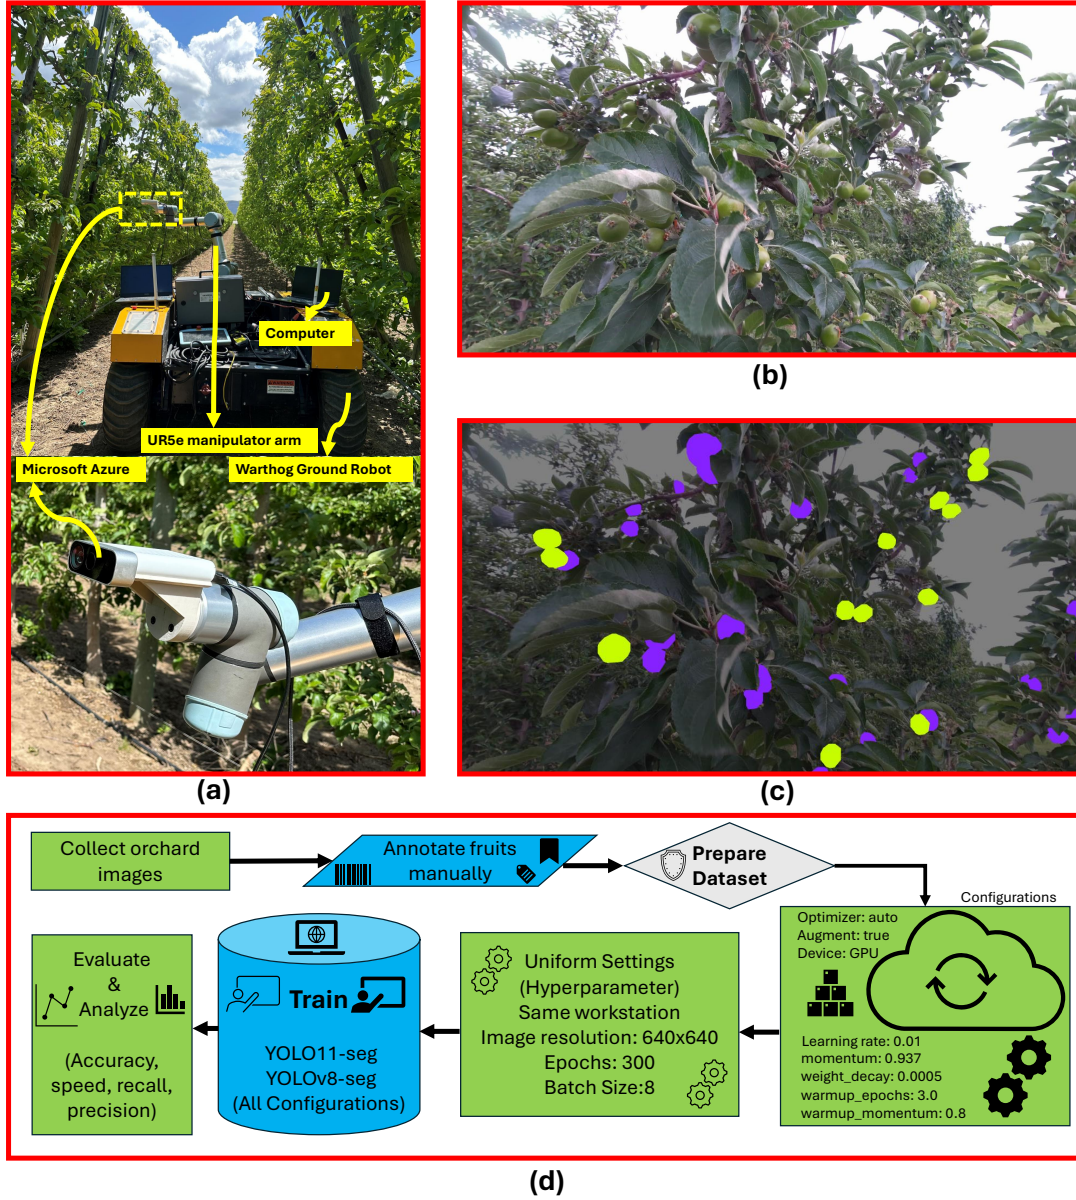 Computer
UR5e manipulator arm
Microsoft Azure
Warthog Ground Robot
(a)
(b)
(c)
Collect orchard
images
Annotate fruits
manually
Prepare
Dataset
Configurations
Optimizer: auto
Augment: true
Device: GPU
Learning rate: 0.01
momentum: 0.937
weight_decay: 0.0005
warmup_epochs: 3.0
warmup_momentum: 0.8
Uniform Settings
(Hyperparameter)
Same workstation
Image resolution: 640x640
Epochs: 300
Batch Size:8
Train
YOLO11-seg
YOLOv8-seg
(All Configurations)
Evaluate
&
Analyze
(Accuracy,
speed, recall,
precision)
(d)